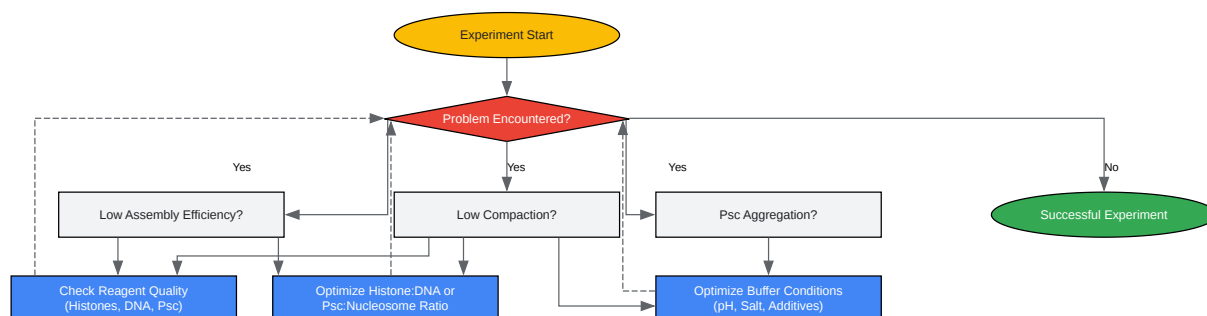 Experiment Start
Problem Encountered?
Yes
Yes
Yes
No
Low Assembly Efficiency?
Low Compaction?
Psc Aggregation?
Successful Experiment
Check Reagent Quality
(Histones, DNA, Psc)
Optimize Histone:DNA or
Psc:Nucleosome Ratio
Optimize Buffer Conditions
(pH, Salt, Additives)